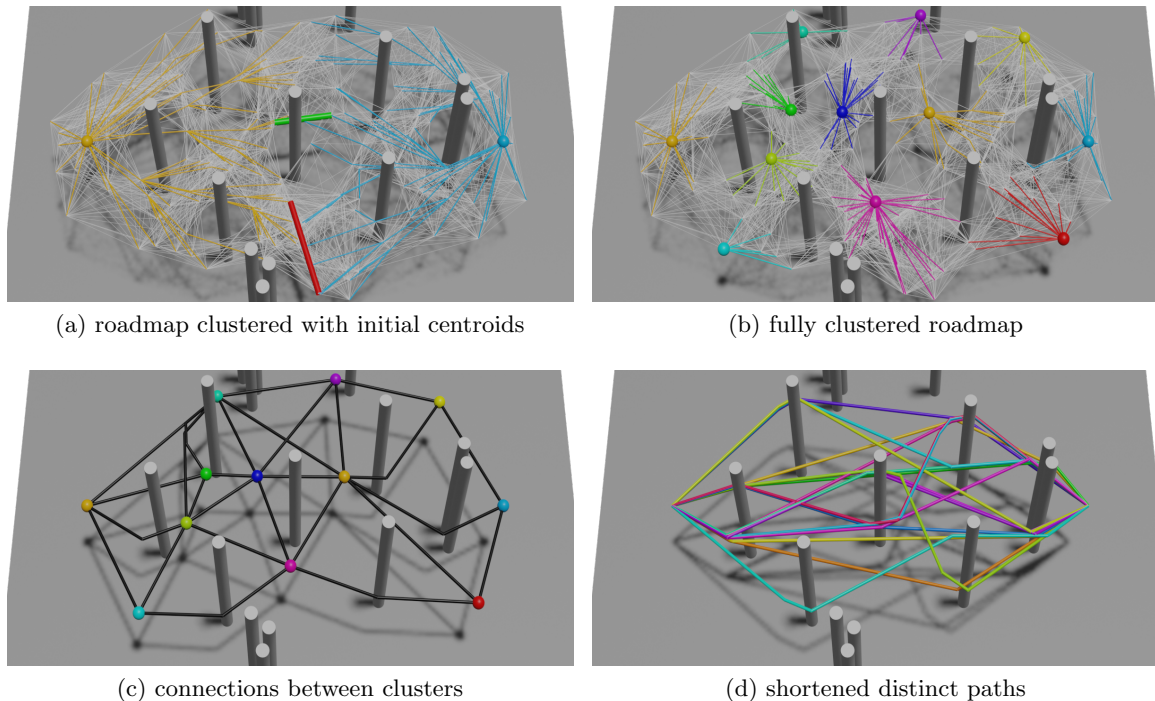 (a) roadmap clustered with initial centroids
(b) fully clustered roadmap
(c) connections between clusters
(d) shortened distinct paths